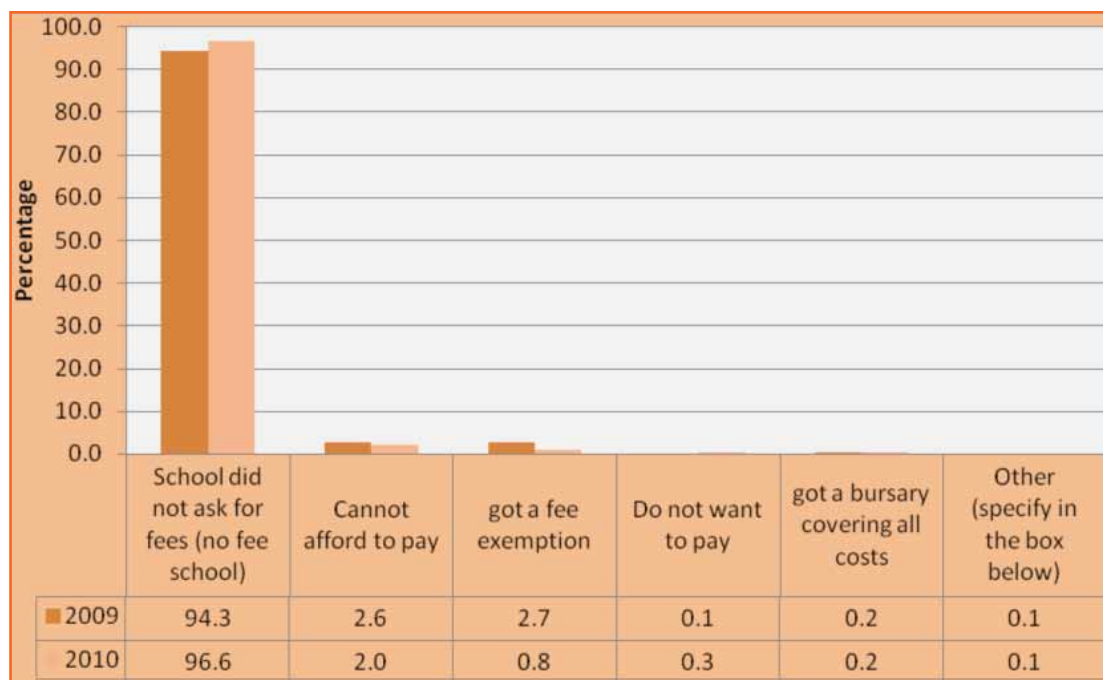 100.0
90.0
80.0
70.0
60.0
50.0
40.0
30.0
20.0
10.0
0.0
Percentage
School did
not ask for
fees (no fee
school)
Cannot
afford to pay
got a fee
exemption
Do not want
to pay
got a bursary
covering all
costs
Other
(specify in
the box
below)
2009 94.3 2.6 2.7 0.1 0.2 0.1
2010 96.6 2.0 0.8 0.3 0.2 0.1